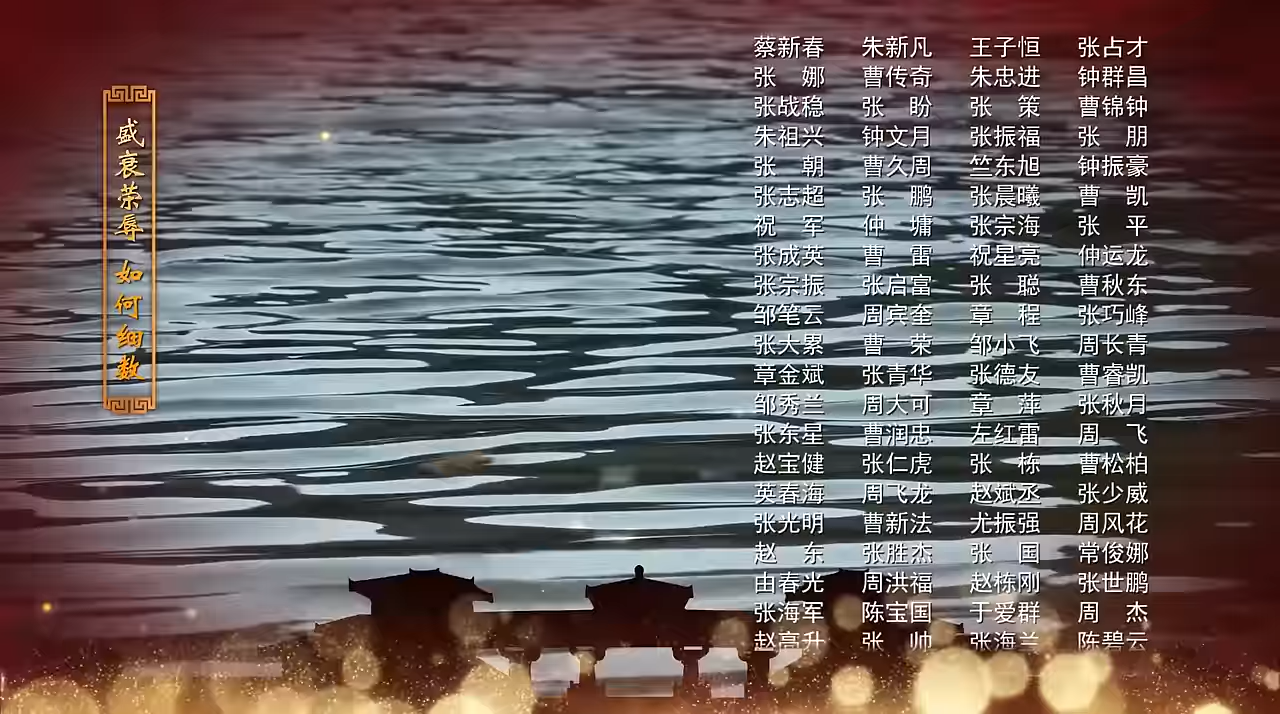 盛衰荣辱 如何细数
蔡新春 朱新凡 王子恒 张占才
张 娜 曹传奇 朱忠进 钟群昌
张战稳 张 盼 张 策 曹锦钟
朱祖兴 钟文月 张振福 张 朋
张 朝 曹久周 竺东旭 钟振豪
张志超 张 鹏 张晨曦 曹 凯
祝 军 仲 墉 张宗海 张 平
张成英 曹 雷 祝星亮 仲运龙
张宗振 张启富 张 聪 曹秋东
邹笔云 周宾奎 章 程 张巧峰
张大累 曹 荣 邹小飞 周长青
章金斌 张青华 张德友 曹睿凯
邹秀兰 周大可 章 萍 张秋月
张东星 曹润忠 左红雷 周 飞
赵宝健 张仁虎 张 栋 曹松柏
英春海 周飞龙 赵斌丞 张少威
张光明 曹新法 尤振强 周风花
赵 东 张胜杰 张 国 常俊娜
由春光 周洪福 赵栋刚 张世鹏
张海军 陈宝国 于爱群 周 杰
赵高升 张 帅 张海兰 陈碧云